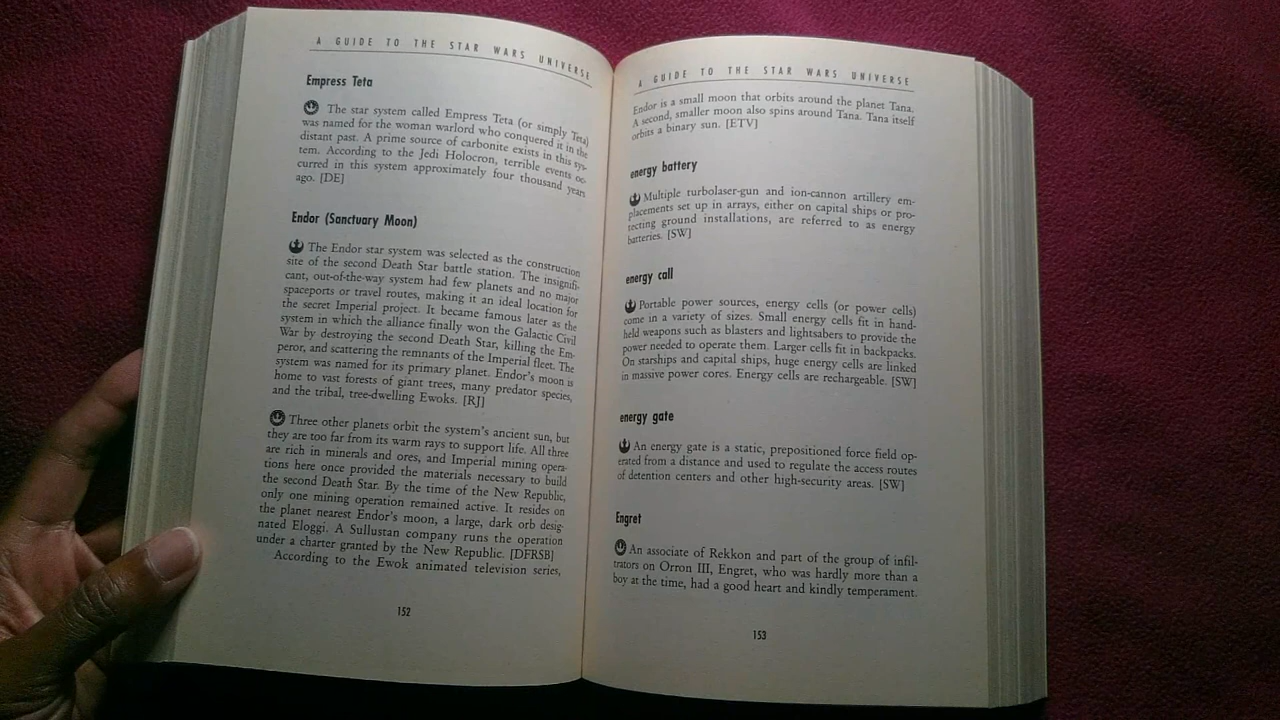 A GUIDE TO THE STAR WARS UNIVERSE
Empress Teta
The star system called Empress Teta (or simply Teta)
was named for the woman warlord who conquered it in the
distant past. A prime source of carbonite exists in this sys-
tem. According to the Jedi Holocron, terrible events oc-
curred in this system approximately four thousand years
ago. [DE]
Endor (Sanctuary Moon)
The Endor star system was selected as the construction
site of the second Death Star battle station. The insignifi-
cant, out-of-the-way system had few planets and no major
spaceports or travel routes, making it an ideal location for
the secret Imperial project. It became famous later as the
system in which the alliance finally won the Galactic Civil
War by destroying the second Death Star, killing the Em-
peror, and scattering the remnants of the Imperial fleet. The
system was named for its primary planet. Endor's moon is
home to vast forests of giant trees, many predator species,
and the tribal, tree-dwelling Ewoks. [RJ]
Three other planets orbit the system's ancient sun, but
they are too far from its warm rays to support life. All three
are rich in minerals and ores, and Imperial mining opera-
tions here once provided the materials necessary to build
the second Death Star. By the time of the New Republic,
only one mining operation remained active. It resides on
the planet nearest Endor's moon, a large, dark orb desig-
nated Eloggi. A Sullustan company runs the operation
under a charter granted by the New Republic. [DFRSB]
According to the Ewok animated television series,
152
A GUIDE TO THE STAR WARS UNIVERSE
Endor is a small moon that orbits around the planet Tana.
A second, smaller moon also spins around Tana. Tana itself
orbits a binary sun. [ETV]
energy battery
Multiple turbolaser-gun and ion-cannon artillery em-
placements set up in arrays, either on capital ships or pro-
tecting ground installations, are referred to as energy
batteries. [SW]
energy call
Portable power sources, energy cells (or power cells)
come in a variety of sizes. Small energy cells fit in hand-
held weapons such as blasters and lightsabers to provide the
power needed to operate them. Larger cells fit in backpacks.
On starships and capital ships, huge energy cells are linked
in massive power cores. Energy cells are rechargeable. [SW]
energy gate
An energy gate is a static, prepositioned force field op-
erated from a distance and used to regulate the access routes
of detention centers and other high-security areas. [SW]
Engret
An associate of Rekkon and part of the group of infil-
trators on Orron III, Engret, who was hardly more than a
boy at the time, had a good heart and kindly temperament.
153